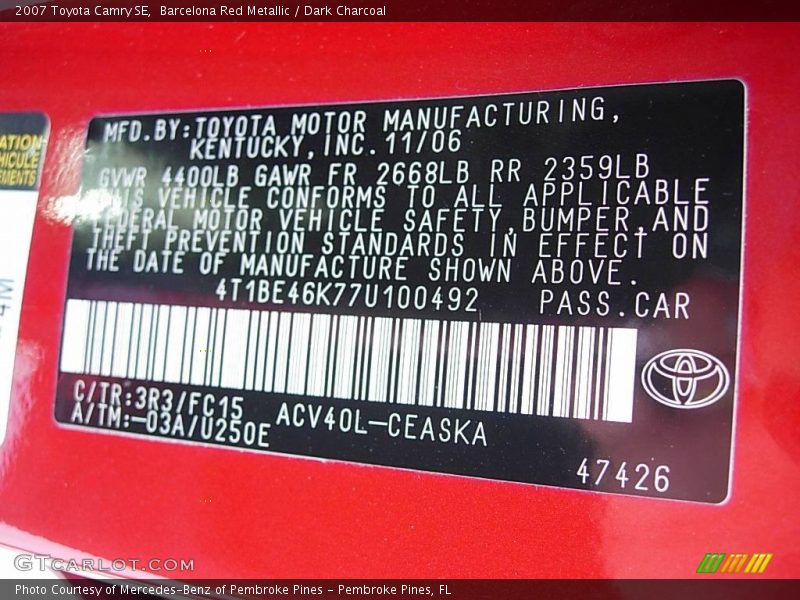 2007 Toyota Camry SE, Barcelona Red Metallic / Dark Charcoal
MFD.BY:TOYOTA MOTOR MANUFACTURING,
KENTUCKY, INC. 11/06
GVWR 4400LB GAWR FR 2668LB RR 2359LB
THIS VEHICLE CONFORMS TO ALL APPLICABLE
FEDERAL MOTOR VEHICLE SAFETY, BUMPER, AND
THEFT PREVENTION STANDARDS IN EFFECT ON
THE DATE OF MANUFACTURE SHOWN ABOVE.
4T1BE46K77U100492 PASS.CAR
C/TR:3R3/FC15 ACV40L-CEASKA
A/TM:-03A/U250E
47426
GTCARLOT.COM
Photo Courtesy of Mercedes-Benz of Pembroke Pines - Pembroke Pines, FL